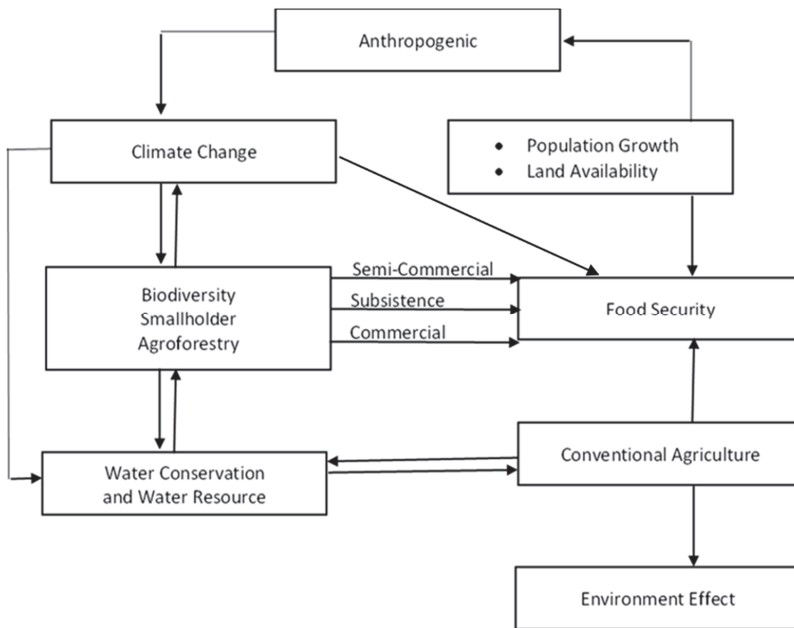 Anthropogenic
Climate Change
• Population Growth
• Land Availability
Biodiversity
Smallholder
Agroforestry
Semi-Commercial
Subsistence
Commercial
Food Security
Water Conservation
and Water Resource
Conventional Agriculture
Environment Effect